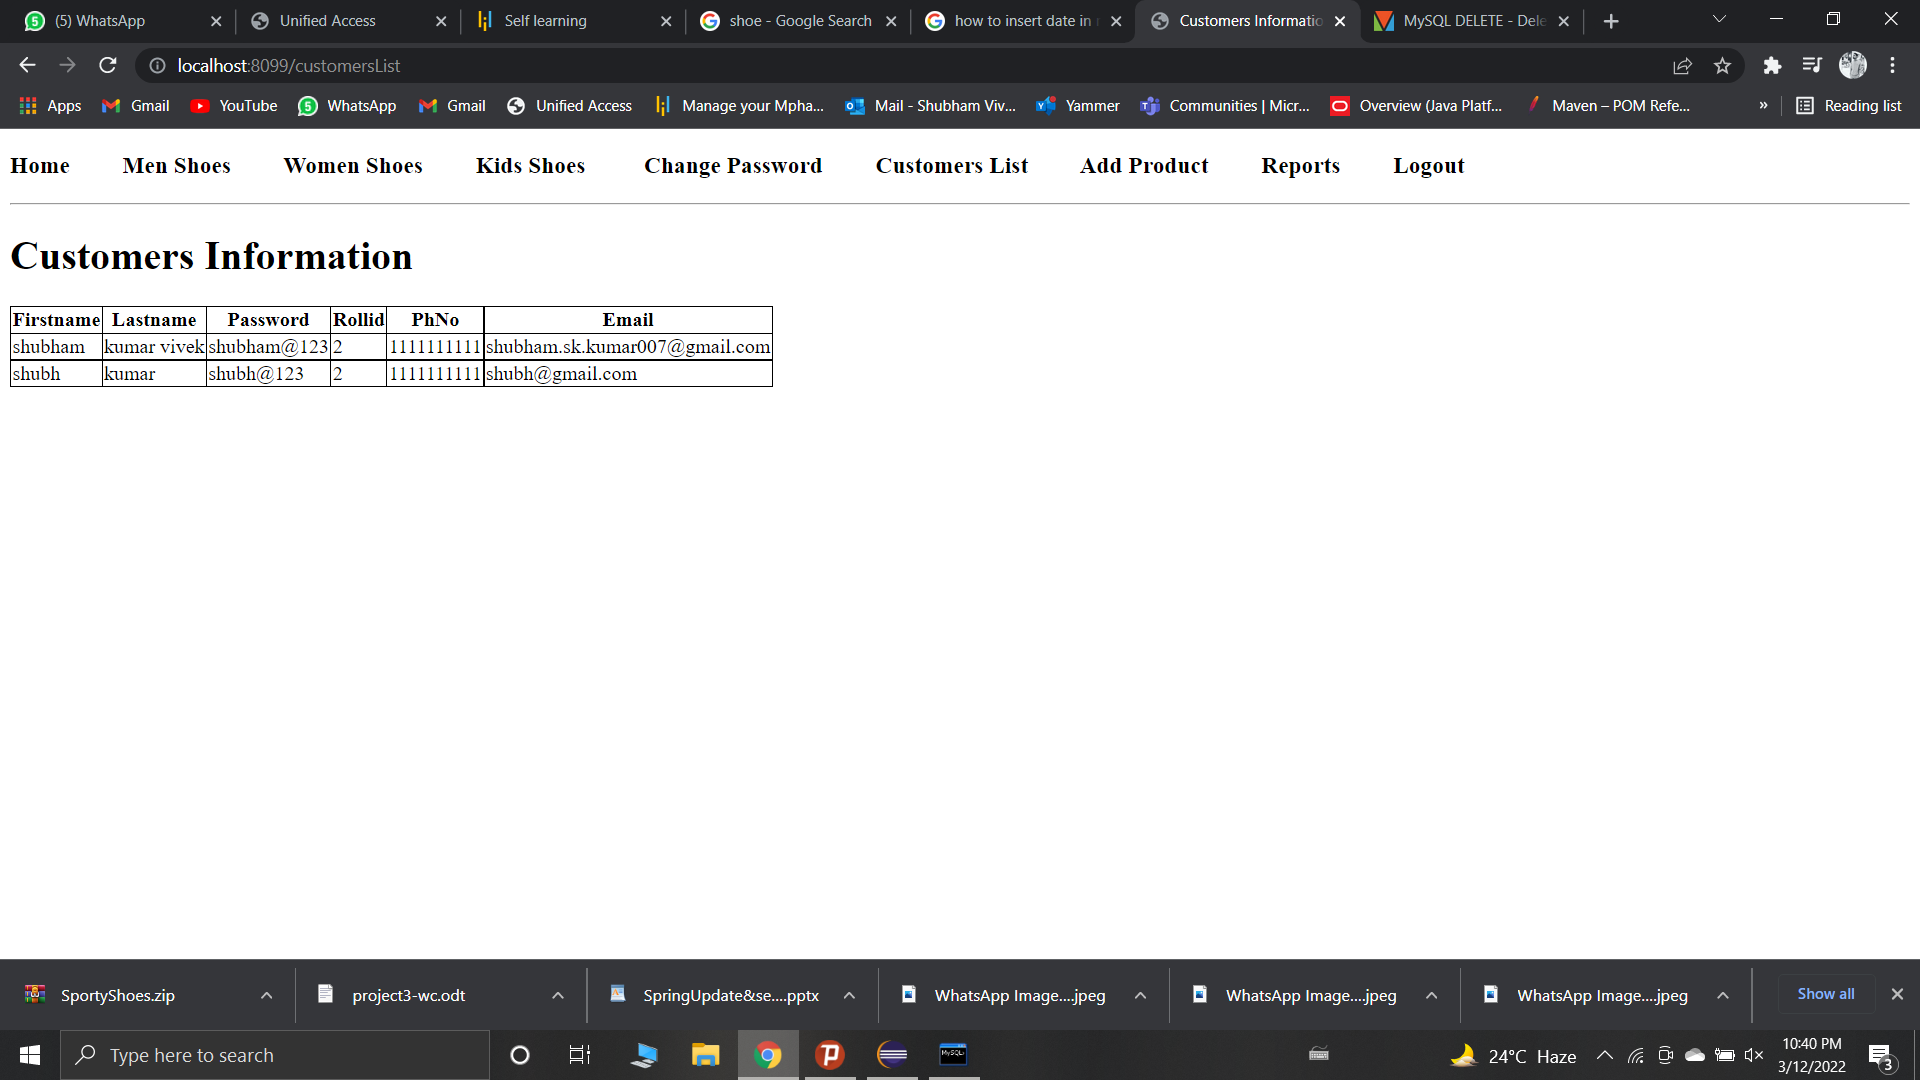 (5) WhatsApp
Unified Access
Self learning
shoe - Google Search
how to insert date in
Customers Informatio
MySQL DELETE - Dele
localhost:8099/customersList
Apps
Gmail
YouTube
WhatsApp
Gmail
Unified Access
Manage your Mpha...
Mail - Shubham Viv...
Yammer
Communities | Micr...
Overview (Java Platf...
Maven – POM Refe...
»
Reading list
Home Men Shoes Women Shoes Kids Shoes Change Password Customers List Add Product Reports Logout
Customers Information
Firstname Lastname Password Rollid PhNo Email
shubham kumar vivek shubham@123 2 1111111111 shubham.sk.kumar007@gmail.com
shubh kumar shubh@123 2 1111111111 shubh@gmail.com
SportyShoes.zip
project3-wc.odt
SpringUpdate&se....pptx
WhatsApp Image....jpeg
WhatsApp Image....jpeg
WhatsApp Image....jpeg
Show all
Type here to search
24°C Haze
10:40 PM
3/12/2022
3